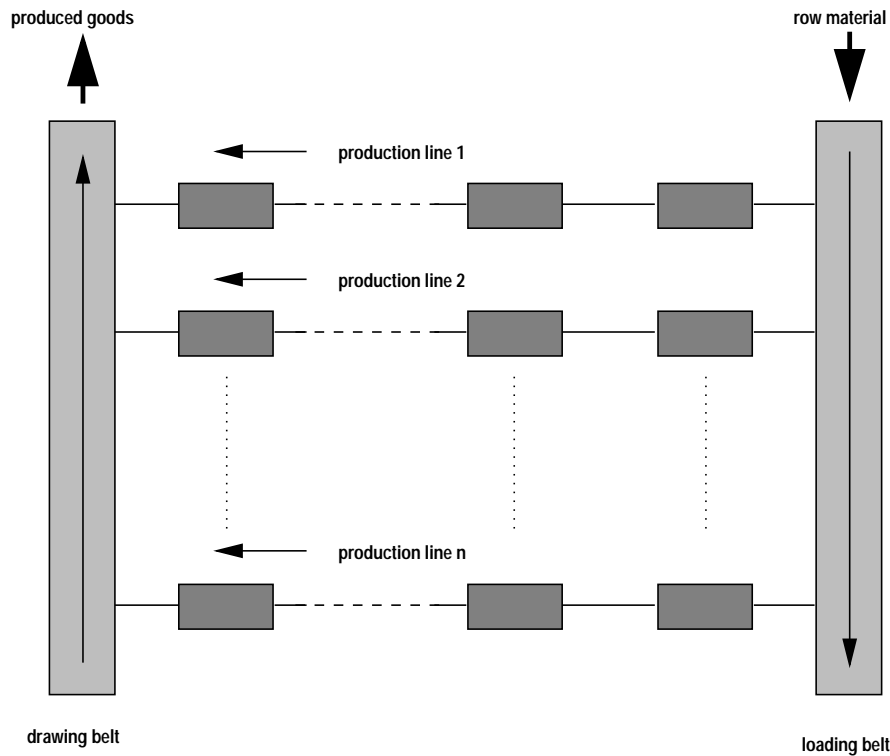 produced goods
row material
production line 1
production line 2
production line n
drawing belt
loading belt